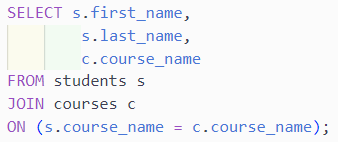 SELECT s.first_name,
s.last_name,
c.course_name
FROM students s
JOIN courses c
ON (s.course_name = c.course_name);